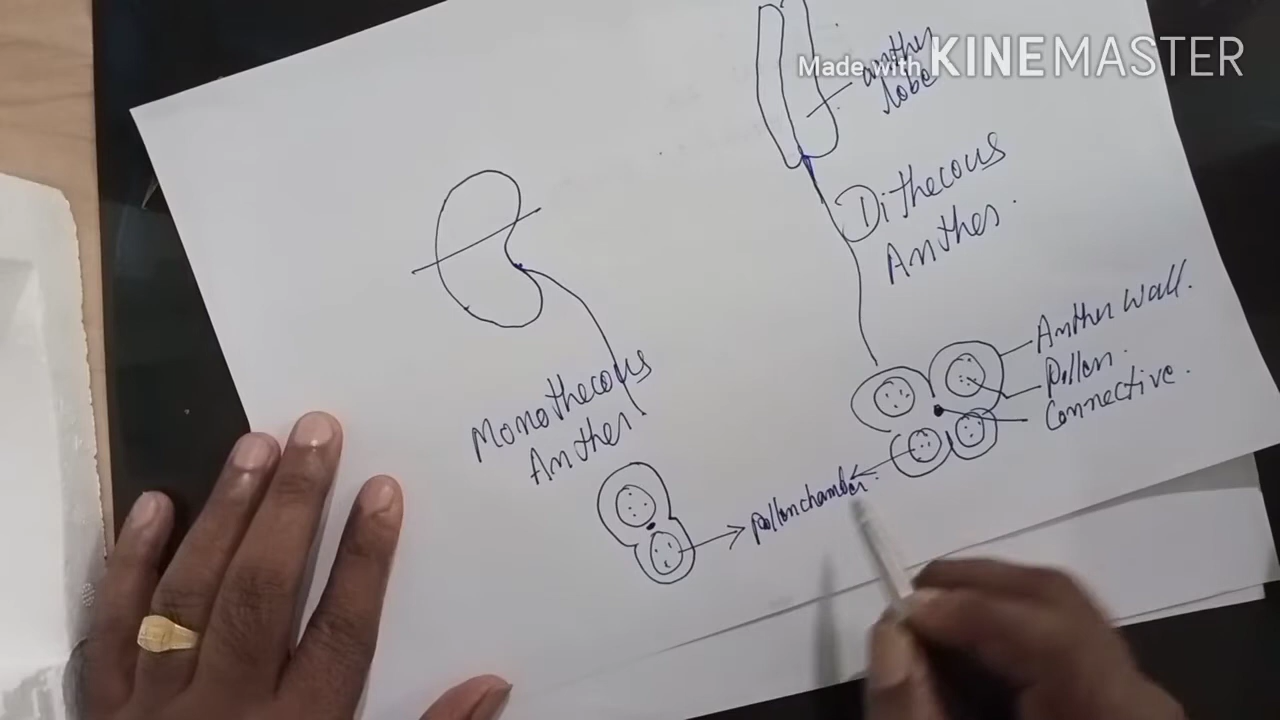 Made with KINEMASTER
anther
lobe
Dithecous
Anther.
Monothecous
Anther
Anther wall.
Pollen.
Connective.
pollenchamber.